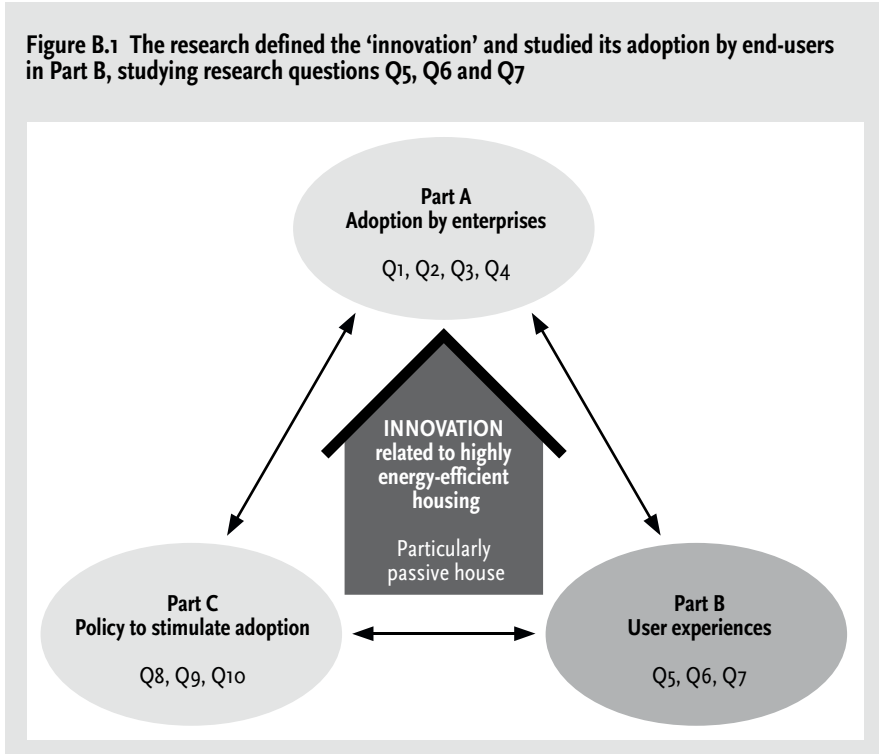 Figure B.1 The research defined the ‘innovation’ and studied its adoption by end-users
in Part B, studying research questions Q5, Q6 and Q7
Part A
Adoption by enterprises
Q1, Q2, Q3, Q4
INNOVATION
related to highly
energy-efficient
housing
Particularly
passive house
Part C
Policy to stimulate adoption
Q8, Q9, Q10
Part B
User experiences
Q5, Q6, Q7